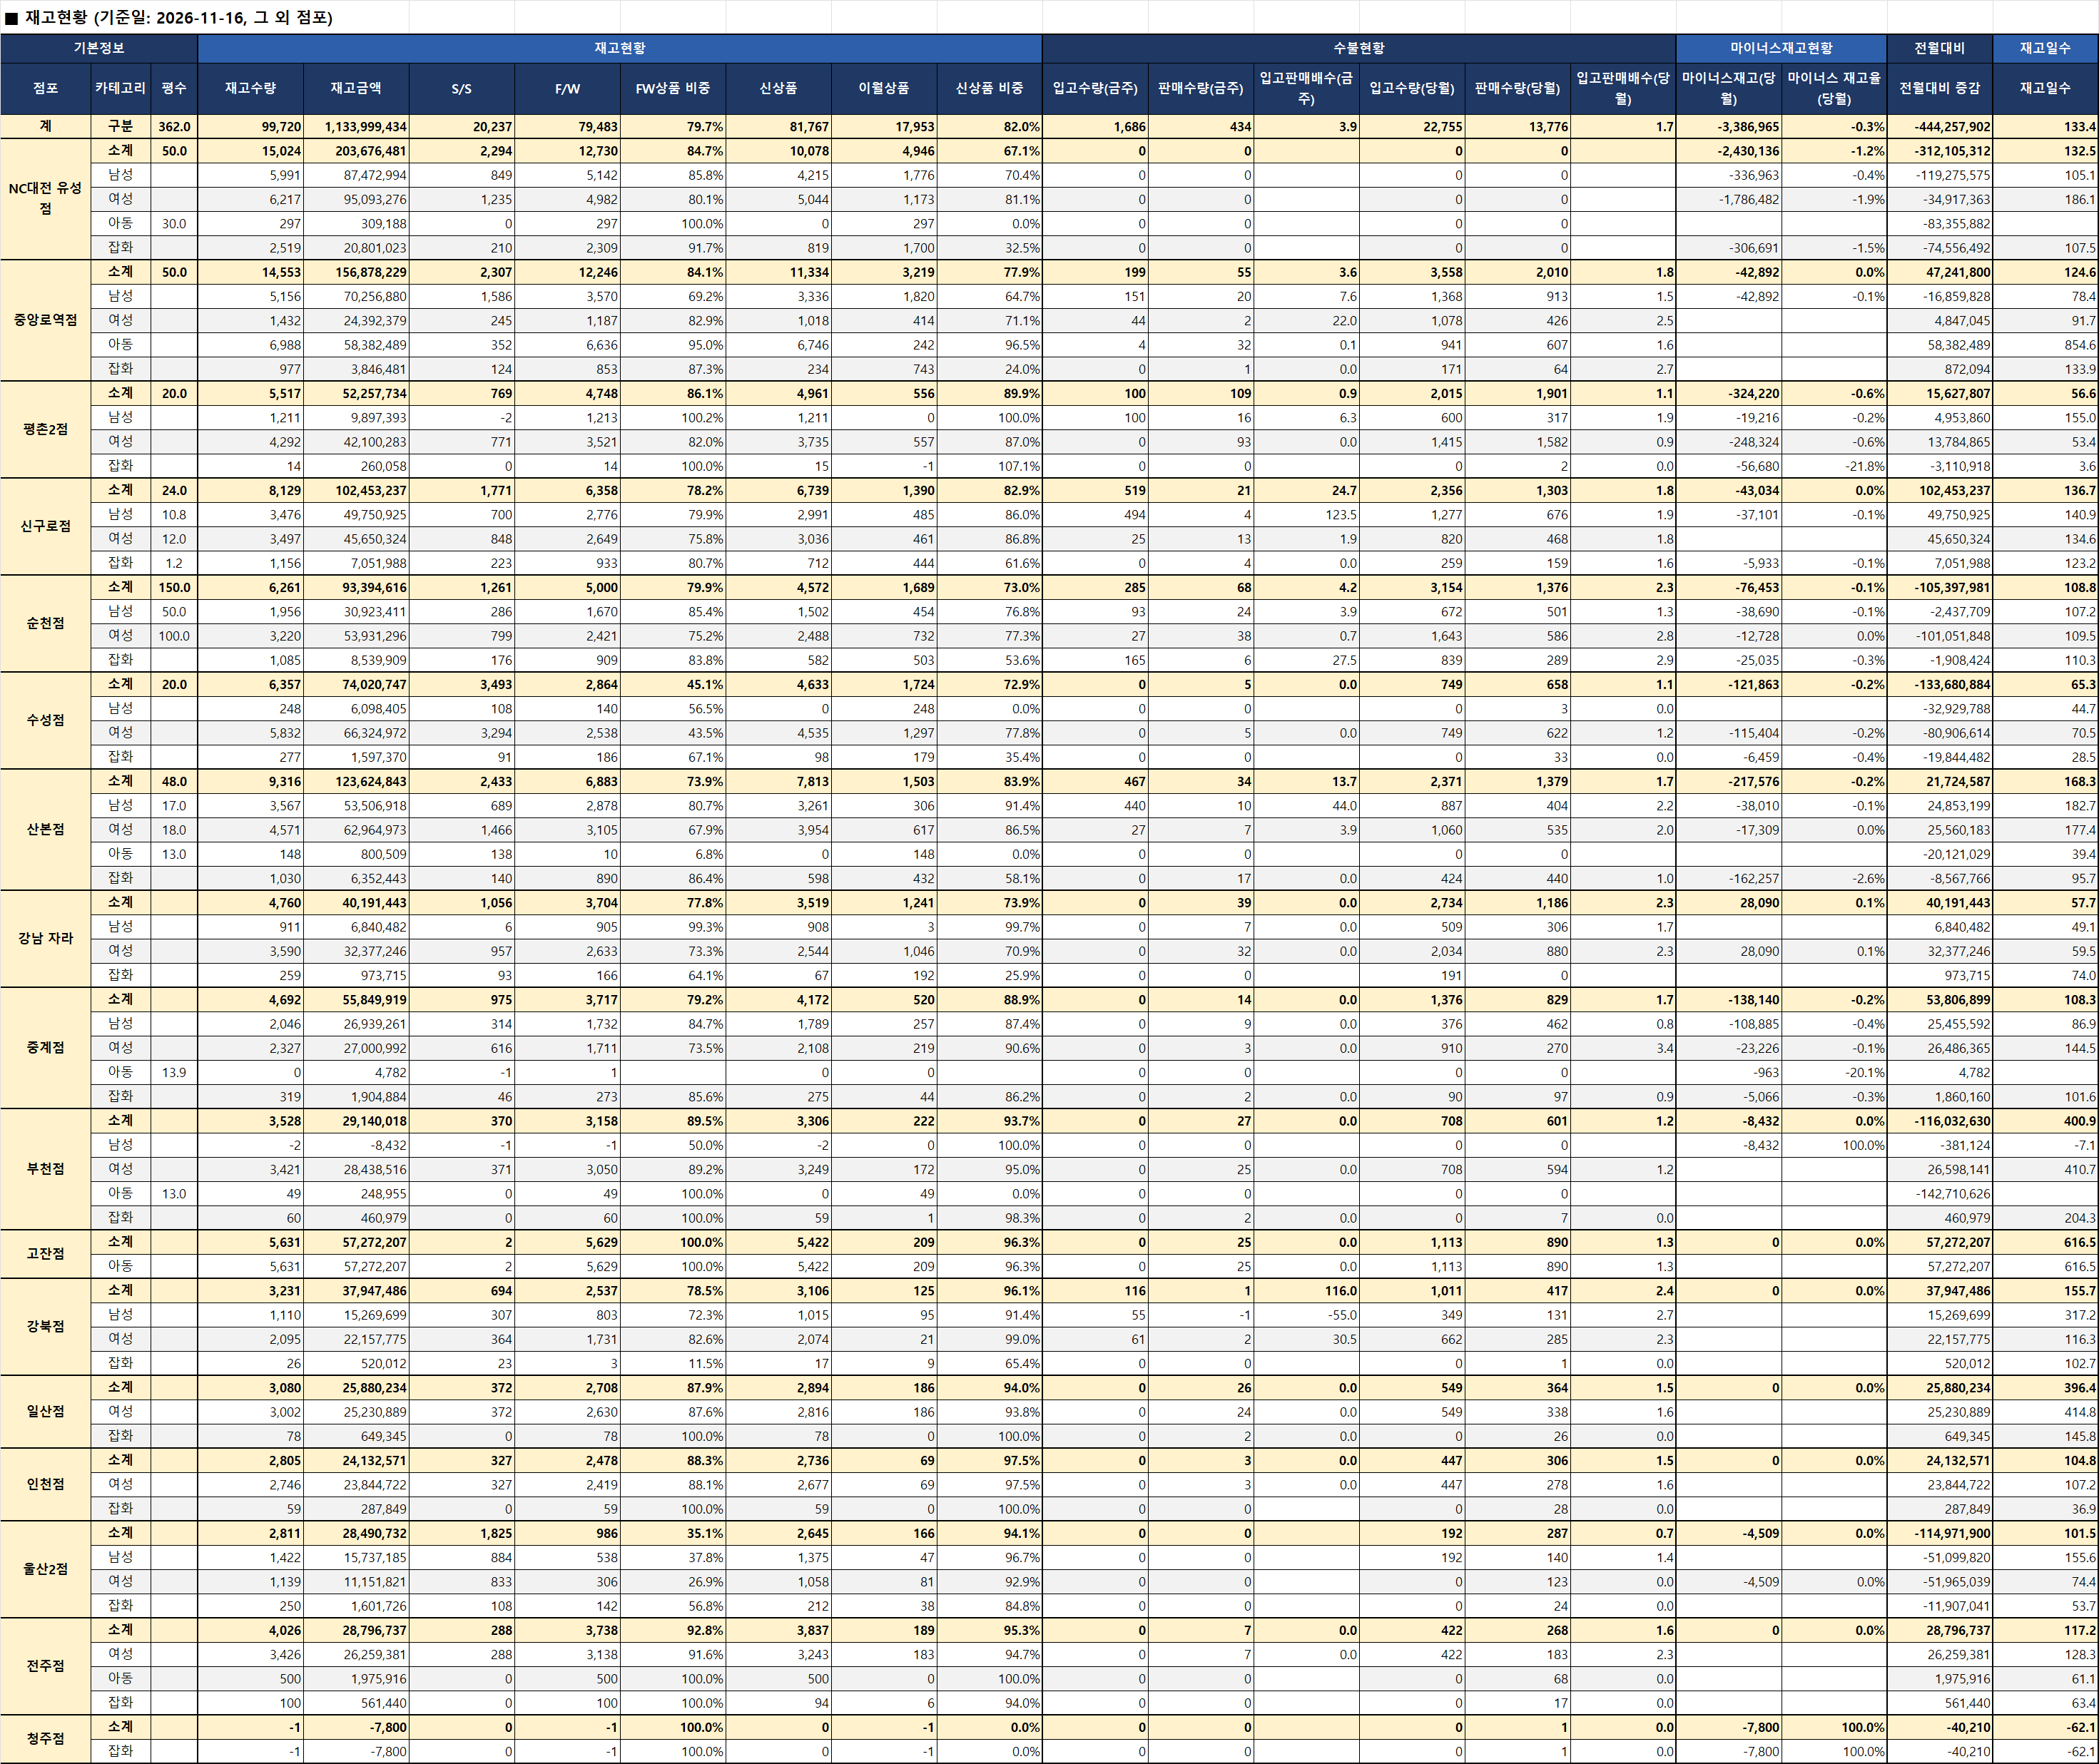 ■ 재고현황 (기준일: 2026-11-16, 그 외 점포)
기본정보 재고현황 수불현황 마이너스재고현황 전월대비 재고일수
점포 카테고리 평수 재고수량 재고금액 S/S F/W FW상품 비중 신상품 이월상품 신상품 비중 입고수량(금주) 판매수량(금주) 입고판매배수(금주) 입고수량(당월) 판매수량(당월) 입고판매배수(당월) 마이너스재고(당월) 마이너스 재고율(당월) 전월대비 증감 재고일수
계 구분 362.0 99,720 1,133,999,434 20,237 79,483 79.7% 81,767 17,953 82.0% 1,686 434 3.9 22,755 13,776 1.7 -3,386,965 -0.3% -444,257,902 133.4
NC대전 유성점 소계 50.0 15,024 203,676,481 2,294 12,730 84.7% 10,078 4,946 67.1% 0 0 0 0 -2,430,136 -1.2% -312,105,312 132.5
남성 5,991 87,472,994 849 5,142 85.8% 4,215 1,776 70.4% 0 0 0 0 -336,963 -0.4% -119,275,575 105.1
여성 6,217 95,093,276 1,235 4,982 80.1% 5,044 1,173 81.1% 0 0 0 0 -1,786,482 -1.9% -34,917,363 186.1
아동 30.0 297 309,188 0 297 100.0% 0 297 0.0% 0 0 0 0 -83,355,882
잡화 2,519 20,801,023 210 2,309 91.7% 819 1,700 32.5% 0 0 0 0 -306,691 -1.5% -74,556,492 107.5
중앙로역점 소계 50.0 14,553 156,878,229 2,307 12,246 84.1% 11,334 3,219 77.9% 199 55 3.6 3,558 2,010 1.8 -42,892 0.0% 47,241,800 124.6
남성 5,156 70,256,880 1,586 3,570 69.2% 3,336 1,820 64.7% 151 20 7.6 1,368 913 1.5 -42,892 -0.1% -16,859,828 78.4
여성 1,432 24,392,379 245 1,187 82.9% 1,018 414 71.1% 44 2 22.0 1,078 426 2.5 4,847,045 91.7
아동 6,988 58,382,489 352 6,636 95.0% 6,746 242 96.5% 4 32 0.1 941 607 1.6 58,382,489 854.6
잡화 977 3,846,481 124 853 87.3% 234 743 24.0% 0 1 0.0 171 64 2.7 872,094 133.9
평촌2점 소계 20.0 5,517 52,257,734 769 4,748 86.1% 4,961 556 89.9% 100 109 0.9 2,015 1,901 1.1 -324,220 -0.6% 15,627,807 56.6
남성 1,211 9,897,393 -2 1,213 100.2% 1,211 0 100.0% 100 16 6.3 600 317 1.9 -19,216 -0.2% 4,953,860 155.0
여성 4,292 42,100,283 771 3,521 82.0% 3,735 557 87.0% 0 93 0.0 1,415 1,582 0.9 -248,324 -0.6% 13,784,865 53.4
잡화 14 260,058 0 14 100.0% 15 -1 107.1% 0 0 0 2 0.0 -56,680 -21.8% -3,110,918 3.6
신구로점 소계 24.0 8,129 102,453,237 1,771 6,358 78.2% 6,739 1,390 82.9% 519 21 24.7 2,356 1,303 1.8 -43,034 0.0% 102,453,237 136.7
남성 10.8 3,476 49,750,925 700 2,776 79.9% 2,991 485 86.0% 494 4 123.5 1,277 676 1.9 -37,101 -0.1% 49,750,925 140.9
여성 12.0 3,497 45,650,324 848 2,649 75.8% 3,036 461 86.8% 25 13 1.9 820 468 1.8 45,650,324 134.6
잡화 1.2 1,156 7,051,988 223 933 80.7% 712 444 61.6% 0 4 0.0 259 159 1.6 -5,933 -0.1% 7,051,988 123.2
순천점 소계 150.0 6,261 93,394,616 1,261 5,000 79.9% 4,572 1,689 73.0% 285 68 4.2 3,154 1,376 2.3 -76,453 -0.1% -105,397,981 108.8
남성 50.0 1,956 30,923,411 286 1,670 85.4% 1,502 454 76.8% 93 24 3.9 672 501 1.3 -38,690 -0.1% -2,437,709 107.2
여성 100.0 3,220 53,931,296 799 2,421 75.2% 2,488 732 77.3% 27 38 0.7 1,643 586 2.8 -12,728 0.0% -101,051,848 109.5
잡화 1,085 8,539,909 176 909 83.8% 582 503 53.6% 165 6 27.5 839 289 2.9 -25,035 -0.3% -1,908,424 110.3
수성점 소계 20.0 6,357 74,020,747 3,493 2,864 45.1% 4,633 1,724 72.9% 0 5 0.0 749 658 1.1 -121,863 -0.2% -133,680,884 65.3
남성 248 6,098,405 108 140 56.5% 0 248 0.0% 0 0 0 3 0.0 -32,929,788 44.7
여성 5,832 66,324,972 3,294 2,538 43.5% 4,535 1,297 77.8% 0 5 0.0 749 622 1.2 -115,404 -0.2% -80,906,614 70.5
잡화 277 1,597,370 91 186 67.1% 98 179 35.4% 0 0 0 33 0.0 -6,459 -0.4% -19,844,482 28.5
산본점 소계 48.0 9,316 123,624,843 2,433 6,883 73.9% 7,813 1,503 83.9% 467 34 13.7 2,371 1,379 1.7 -217,576 -0.2% 21,724,587 168.3
남성 17.0 3,567 53,506,918 689 2,878 80.7% 3,261 306 91.4% 440 10 44.0 887 404 2.2 -38,010 -0.1% 24,853,199 182.7
여성 18.0 4,571 62,964,973 1,466 3,105 67.9% 3,954 617 86.5% 27 7 3.9 1,060 535 2.0 -17,309 0.0% 25,560,183 177.4
아동 13.0 148 800,509 138 10 6.8% 0 148 0.0% 0 0 0 0 -20,121,029 39.4
잡화 1,030 6,352,443 140 890 86.4% 598 432 58.1% 0 17 0.0 424 440 1.0 -162,257 -2.6% -8,567,766 95.7
강남 자라 소계 4,760 40,191,443 1,056 3,704 77.8% 3,519 1,241 73.9% 0 39 0.0 2,734 1,186 2.3 28,090 0.1% 40,191,443 57.7
남성 911 6,840,482 6 905 99.3% 908 3 99.7% 0 7 0.0 509 306 1.7 6,840,482 49.1
여성 3,590 32,377,246 957 2,633 73.3% 2,544 1,046 70.9% 0 32 0.0 2,034 880 2.3 28,090 0.1% 32,377,246 59.5
잡화 259 973,715 93 166 64.1% 67 192 25.9% 0 0 191 0 973,715 74.0
중계점 소계 4,692 55,849,919 975 3,717 79.2% 4,172 520 88.9% 0 14 0.0 1,376 829 1.7 -138,140 -0.2% 53,806,899 108.3
남성 2,046 26,939,261 314 1,732 84.7% 1,789 257 87.4% 0 9 0.0 376 462 0.8 -108,885 -0.4% 25,455,592 86.9
여성 2,327 27,000,992 616 1,711 73.5% 2,108 219 90.6% 0 3 0.0 910 270 3.4 -23,226 -0.1% 26,486,365 144.5
아동 13.9 0 4,782 -1 1 0 0 0 0 0 0 -963 -20.1% 4,782
잡화 319 1,904,884 46 273 85.6% 275 44 86.2% 0 2 0.0 90 97 0.9 -5,066 -0.3% 1,860,160 101.6
부천점 소계 3,528 29,140,018 370 3,158 89.5% 3,306 222 93.7% 0 27 0.0 708 601 1.2 -8,432 0.0% -116,032,630 400.9
남성 -2 -8,432 -1 -1 50.0% -2 0 100.0% 0 0 0 0 -8,432 100.0% -381,124 -7.1
여성 3,421 28,438,516 371 3,050 89.2% 3,249 172 95.0% 0 25 0.0 708 594 1.2 26,598,141 410.7
아동 13.0 49 248,955 0 49 100.0% 0 49 0.0% 0 0 0 0 -142,710,626
잡화 60 460,979 0 60 100.0% 59 1 98.3% 0 2 0.0 0 7 0.0 460,979 204.3
고잔점 소계 5,631 57,272,207 2 5,629 100.0% 5,422 209 96.3% 0 25 0.0 1,113 890 1.3 0 0.0% 57,272,207 616.5
아동 5,631 57,272,207 2 5,629 100.0% 5,422 209 96.3% 0 25 0.0 1,113 890 1.3 57,272,207 616.5
강북점 소계 3,231 37,947,486 694 2,537 78.5% 3,106 125 96.1% 116 1 116.0 1,011 417 2.4 0 0.0% 37,947,486 155.7
남성 1,110 15,269,699 307 803 72.3% 1,015 95 91.4% 55 -1 -55.0 349 131 2.7 15,269,699 317.2
여성 2,095 22,157,775 364 1,731 82.6% 2,074 21 99.0% 61 2 30.5 662 285 2.3 22,157,775 116.3
잡화 26 520,012 23 3 11.5% 17 9 65.4% 0 0 0 1 0.0 520,012 102.7
일산점 소계 3,080 25,880,234 372 2,708 87.9% 2,894 186 94.0% 0 26 0.0 549 364 1.5 0 0.0% 25,880,234 396.4
여성 3,002 25,230,889 372 2,630 87.6% 2,816 186 93.8% 0 24 0.0 549 338 1.6 25,230,889 414.8
잡화 78 649,345 0 78 100.0% 78 0 100.0% 0 2 0.0 0 26 0.0 649,345 145.8
인천점 소계 2,805 24,132,571 327 2,478 88.3% 2,736 69 97.5% 0 3 0.0 447 306 1.5 0 0.0% 24,132,571 104.8
여성 2,746 23,844,722 327 2,419 88.1% 2,677 69 97.5% 0 3 0.0 447 278 1.6 23,844,722 107.2
잡화 59 287,849 0 59 100.0% 59 0 100.0% 0 0 0 28 0.0 287,849 36.9
울산2점 소계 2,811 28,490,732 1,825 986 35.1% 2,645 166 94.1% 0 0 192 287 0.7 -4,509 0.0% -114,971,900 101.5
남성 1,422 15,737,185 884 538 37.8% 1,375 47 96.7% 0 0 192 140 1.4 -51,099,820 155.6
여성 1,139 11,151,821 833 306 26.9% 1,058 81 92.9% 0 0 0 123 0.0 -4,509 0.0% -51,965,039 74.4
잡화 250 1,601,726 108 142 56.8% 212 38 84.8% 0 0 0 24 0.0 -11,907,041 53.7
전주점 소계 4,026 28,796,737 288 3,738 92.8% 3,837 189 95.3% 0 7 0.0 422 268 1.6 0 0.0% 28,796,737 117.2
여성 3,426 26,259,381 288 3,138 91.6% 3,243 183 94.7% 0 7 0.0 422 183 2.3 26,259,381 128.3
아동 500 1,975,916 0 500 100.0% 500 0 100.0% 0 0 0 68 0.0 1,975,916 61.1
잡화 100 561,440 0 100 100.0% 94 6 94.0% 0 0 0 17 0.0 561,440 63.4
청주점 소계 -1 -7,800 0 -1 100.0% 0 -1 0.0% 0 0 0 1 0.0 -7,800 100.0% -40,210 -62.1
잡화 -1 -7,800 0 -1 100.0% 0 -1 0.0% 0 0 0 1 0.0 -7,800 100.0% -40,210 -62.1